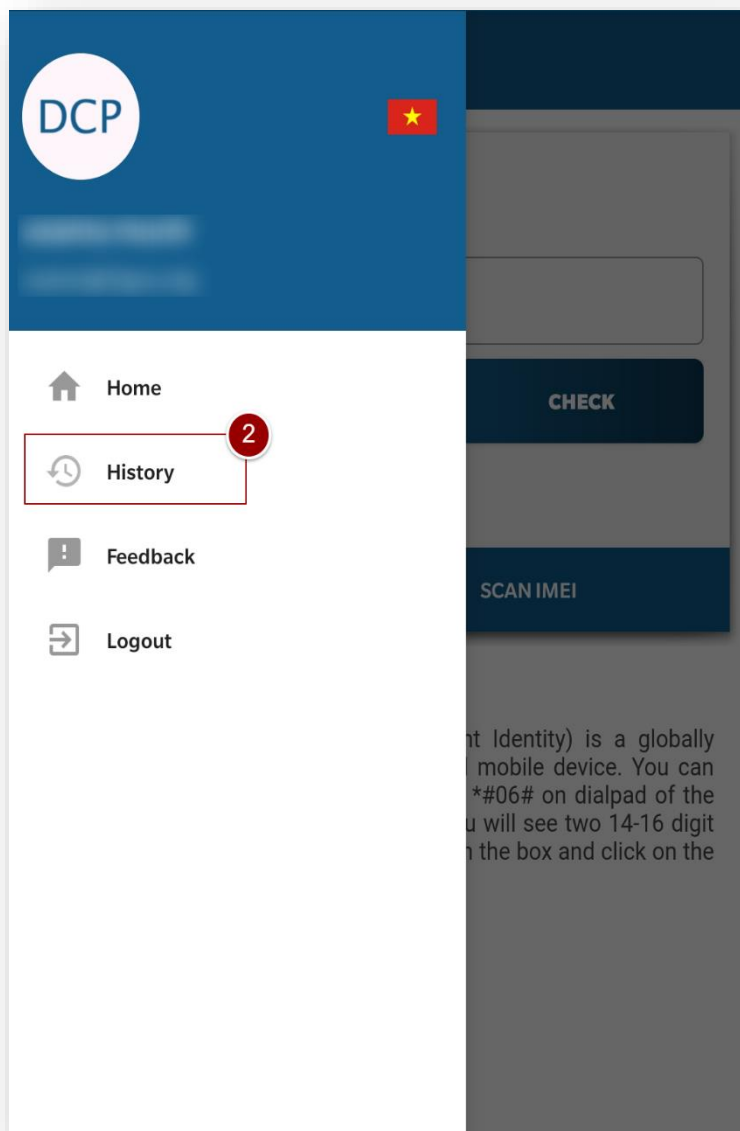 DCP
Home
2
History
Feedback
Logout
CHECK
SCAN IMEI
Identity) is a globally
mobile device. You can
*#06# on dialpad of the
will see two 14-16 digit
the box and click on the